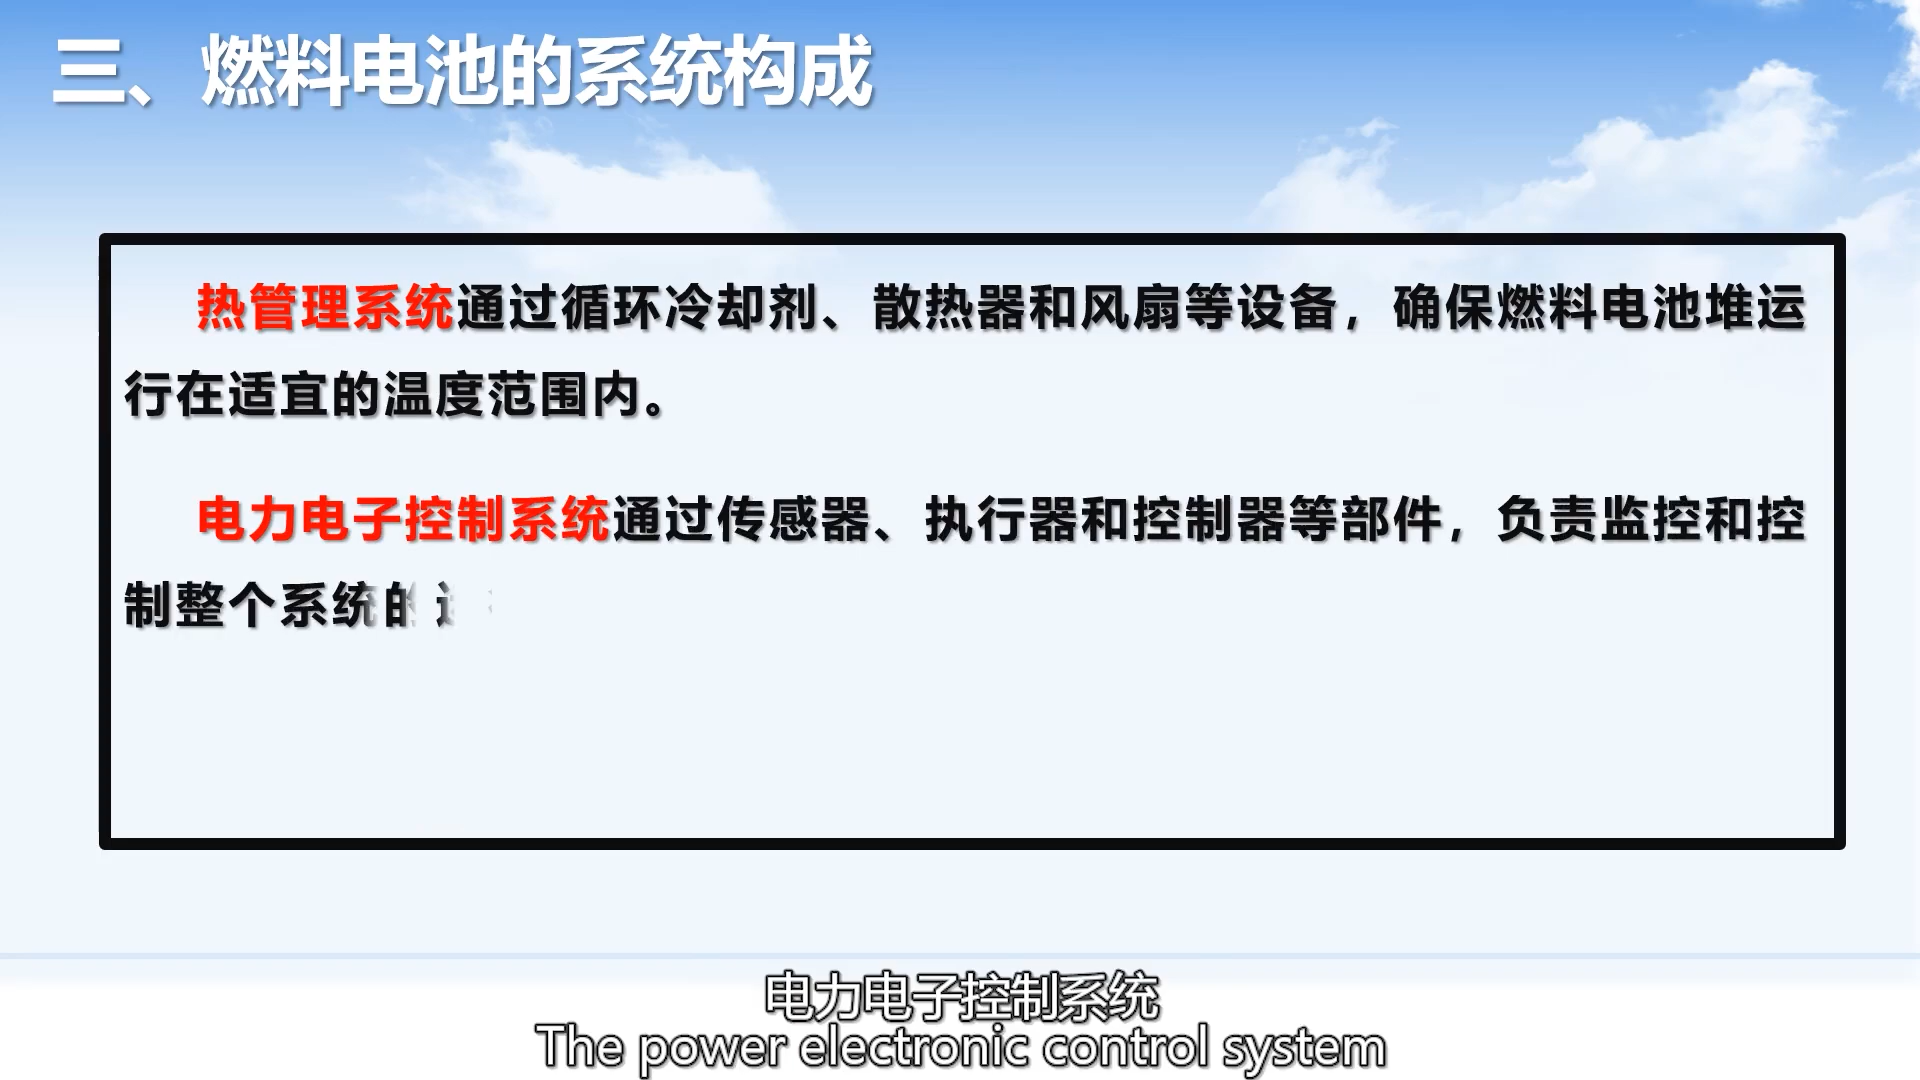 三、燃料电池的系统构成
热管理系统通过循环冷却剂、散热器和风扇等设备，确保燃料电池堆运
行在适宜的温度范围内。
电力电子控制系统通过传感器、执行器和控制器等部件，负责监控和控
制整个系统的
电力电子控制系统
The power electronic control system